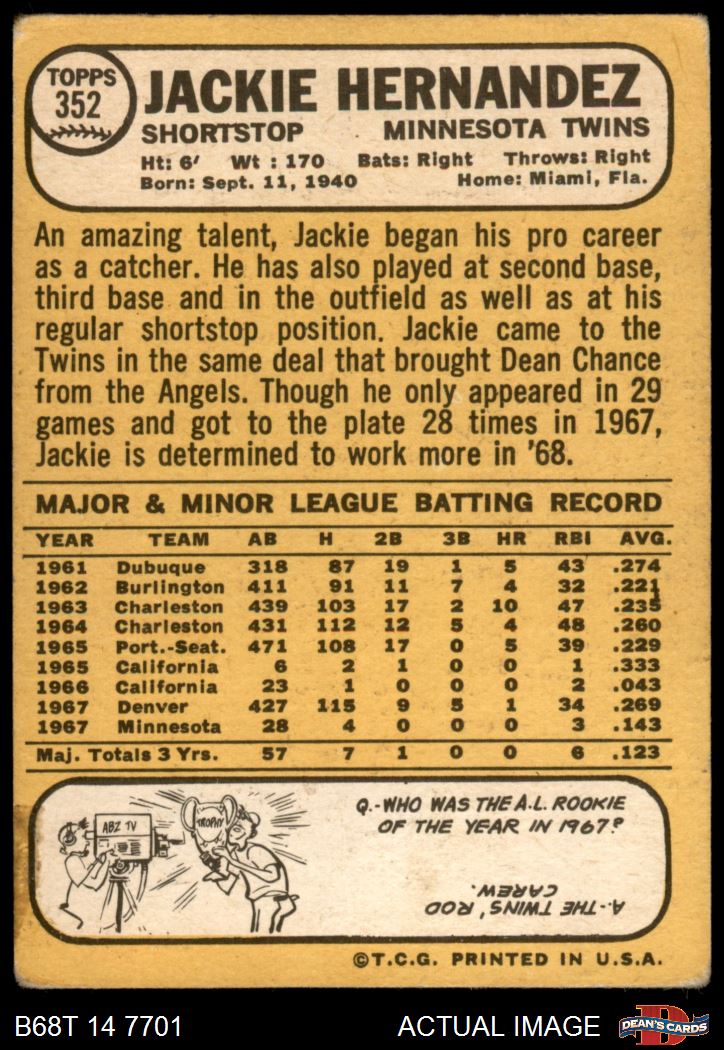 TOPPS
352
JACKIE HERNANDEZ
SHORTSTOP MINNESOTA TWINS
Ht: 6' Wt : 170 Bats: Right Throws: Right
Born: Sept. 11, 1940 Home: Miami, Fla.
An amazing talent, Jackie began his pro career
as a catcher. He has also played at second base,
third base and in the outfield as well as at his
regular shortstop position. Jackie came to the
Twins in the same deal that brought Dean Chance
from the Angels. Though he only appeared in 29
games and got to the plate 28 times in 1967,
Jackie is determined to work more in '68.
MAJOR & MINOR LEAGUE BATTING RECORD
YEAR TEAM AB H 2B 3B HR RBI AVG.
1961 Dubuque 318 87 19 1 5 43 .274
1962 Burlington 411 91 11 7 4 32 .221
1963 Charleston 439 103 17 2 10 47 .235
1964 Charleston 431 112 12 5 4 48 .260
1965 Port.-Seat. 471 108 17 0 5 39 .229
1965 California 6 2 1 0 0 1 .333
1966 California 23 1 0 0 0 2 .043
1967 Denver 427 115 9 5 1 34 .269
1967 Minnesota 28 4 0 0 0 3 .143
Maj. Totals 3 Yrs. 57 7 1 0 0 6 .123
ABZ TV
TROPHY
Q.-WHO WAS THE A.L. ROOKIE
OF THE YEAR IN 1967?
A.-THE TWINS', ROD
CAREW.
©T.C.G. PRINTED IN U.S.A.
B68T 14 7701 ACTUAL IMAGE
D
DEAN'S CARDS